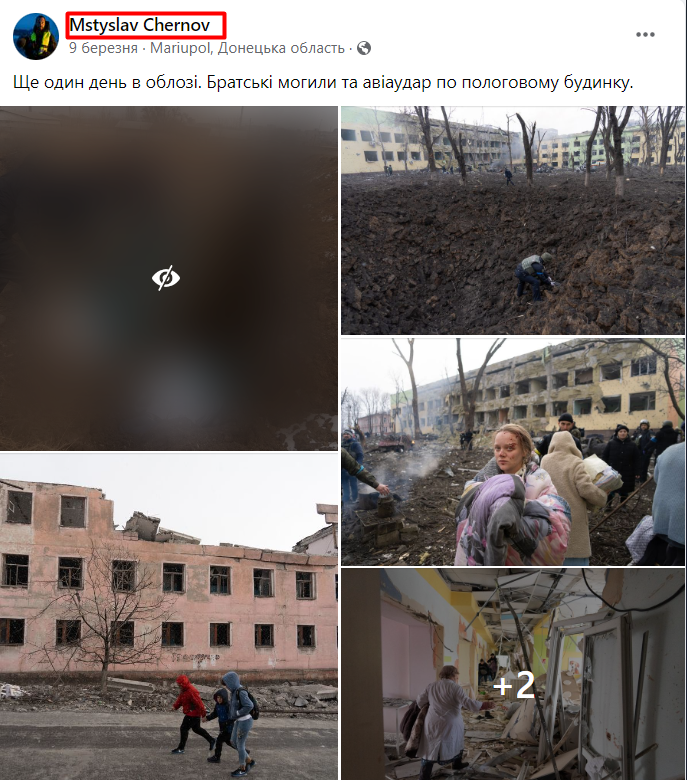 Mstyslav Chernov
9 березня · Mariupol, Донецька область ·
Ще один день в облозі. Братські могили та авіаудар по пологовому будинку.
+2